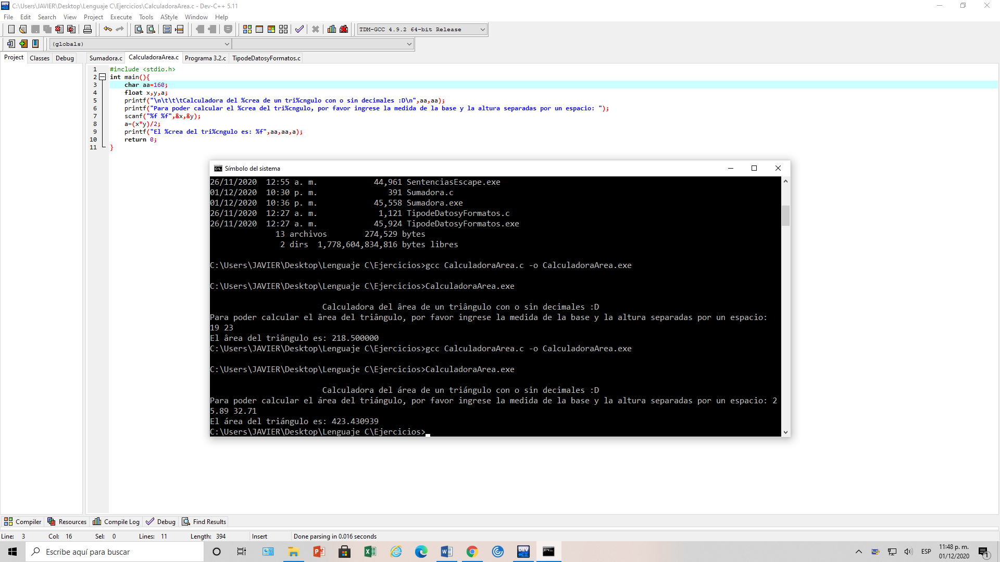 C:\Users\JAVIER\Desktop\Lenguaje C\Ejercicios\CalculadoraArea.c - Dev-C++ 5.11
File Edit Search View Project Execute Tools AStyle Window Help
TDM-GCC 4.9.2 64-bit Release
(globals)
Project Classes Debug Sumadora.c CalculadoraArea.c Programa 3.2.c TipodeDatosyFormatos.c
1 #include <stdio.h>
2 int main(){
3 char aa=160;
4 float x,y,a;
5 printf("\n\t\t\tCalculadora del %crea de un tri%cngulo con o sin decimales :D\n",aa,aa);
6 printf("Para poder calcular el %crea del tri%cngulo, por favor ingrese la medida de la base y la altura separadas por un espacio: ");
7 scanf("%f %f",&x,&y);
8 a=(x*y)/2;
9 printf("El %crea del tri%cngulo es: %f",aa,aa,a);
10 return 0;
11 }
Símbolo del sistema
26/11/2020 12:55 a. m. 44,961 SentenciasEscape.exe
01/12/2020 10:30 p. m. 391 Sumadora.c
01/12/2020 10:36 p. m. 45,558 Sumadora.exe
26/11/2020 12:27 a. m. 1,121 TipodeDatosyFormatos.c
26/11/2020 12:27 a. m. 45,924 TipodeDatosyFormatos.exe
13 archivos 274,529 bytes
2 dirs 1,778,604,834,816 bytes libres
C:\Users\JAVIER\Desktop\Lenguaje C\Ejercicios>gcc CalculadoraArea.c -o CalculadoraArea.exe
C:\Users\JAVIER\Desktop\Lenguaje C\Ejercicios>CalculadoraArea.exe
Calculadora del ârea de un triângulo con o sin decimales :D
Para poder calcular el ârea del triângulo, por favor ingrese la medida de la base y la altura separadas por un espacio:
19 23
El ârea del triângulo es: 218.500000
C:\Users\JAVIER\Desktop\Lenguaje C\Ejercicios>gcc CalculadoraArea.c -o CalculadoraArea.exe
C:\Users\JAVIER\Desktop\Lenguaje C\Ejercicios>CalculadoraArea.exe
Calculadora del área de un triángulo con o sin decimales :D
Para poder calcular el área del triángulo, por favor ingrese la medida de la base y la altura separadas por un espacio: 2
5.89 32.71
El área del triángulo es: 423.430939
C:\Users\JAVIER\Desktop\Lenguaje C\Ejercicios>
Compiler Resources Compile Log Debug Find Results
Line: 3 Col: 16 Sel: 0 Lines: 11 Length: 394 Insert Done parsing in 0.016 seconds
Escribe aquí para buscar
ESP
11:48 p. m.
01/12/2020
1